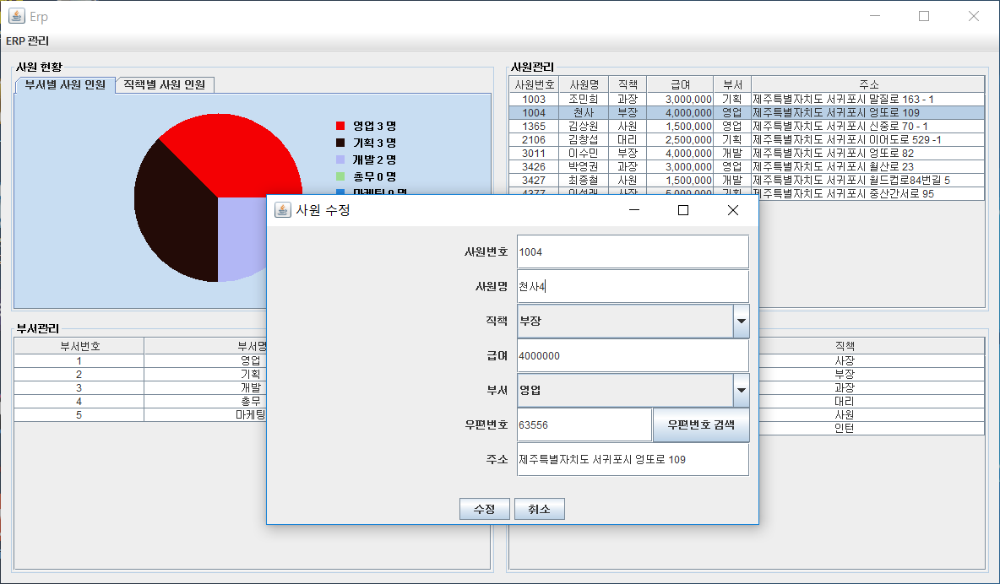 Erp
ERP 관리
사원 현황
부서별 사원 인원 직책별 사원 인원
영업 3 명
기획 3 명
개발 2 명
총무 0 명
마케팅 0 명
사원관리
사원번호 사원명 직책 급여 부서 주소
1003 조민희 과장 3,000,000 기획 제주특별자치도 서귀포시 말질로 163 - 1
1004 천사 부장 4,000,000 영업 제주특별자치도 서귀포시 엉또로 109
1365 김상원 사원 1,500,000 영업 제주특별자치도 서귀포시 신중로 70 - 1
2106 김창섭 대리 2,500,000 기획 제주특별자치도 서귀포시 이어도로 529 -1
3011 이수민 부장 4,000,000 개발 제주특별자치도 서귀포시 엉또로 82
3426 박영권 과장 3,000,000 영업 제주특별자치도 서귀포시 월산로 23
3427 최종철 사원 1,500,000 개발 제주특별자치도 서귀포시 월드컵로84번길 5
4377 이성래 사장 5,000,000 기획 제주특별자치도 서귀포시 중산간서로 95
사원 수정
사원번호 1004
사원명 천사4
직책 부장
급여 4000000
부서 영업
우편번호 63556 우편번호 검색
주소 제주특별자치도 서귀포시 엉또로 109
수정 취소
부서관리
부서번호 부서명
1 영업
2 기획
3 개발
4 총무
5 마케팅
직책
사장
부장
과장
대리
사원
인턴